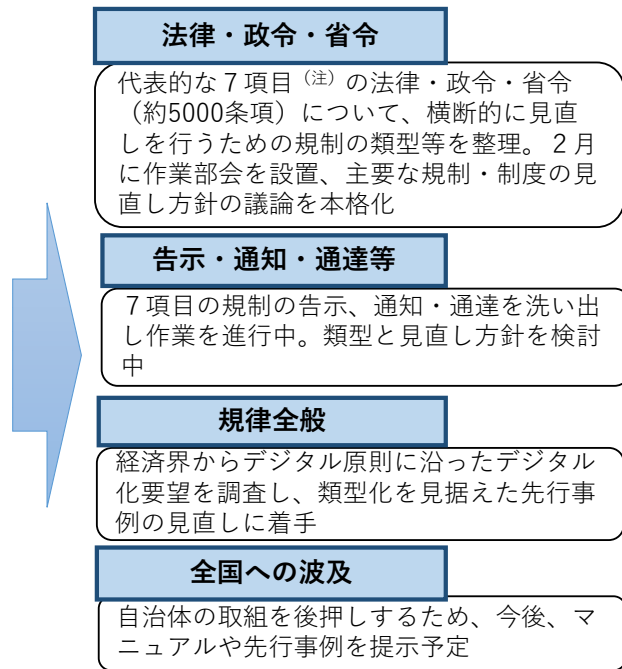 法律・政令・省令
代表的な７項目（注）の法律・政令・省令
（約5000条項）について、横断的に見直
しを行うための規制の類型等を整理。２月
に作業部会を設置、主要な規制・制度の見
直し方針の議論を本格化
告示・通知・通達等
７項目の規制の告示、通知・通達を洗い出
し作業を進行中。類型と見直し方針を検討
中
規律全般
経済界からデジタル原則に沿ったデジタル
化要望を調査し、類型化を見据えた先行事
例の見直しに着手
全国への波及
自治体の取組を後押しするため、今後、マ
ニュアルや先行事例を提示予定